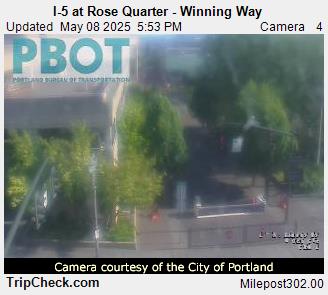 I-5 at Rose Quarter - Winning Way
Updated May 08 2025 5:53 PM Camera 4
PBOT
PORTLAND BUREAU OF TRANSPORTATION
Camera courtesy of the City of Portland
TripCheck.com Milepost302.00